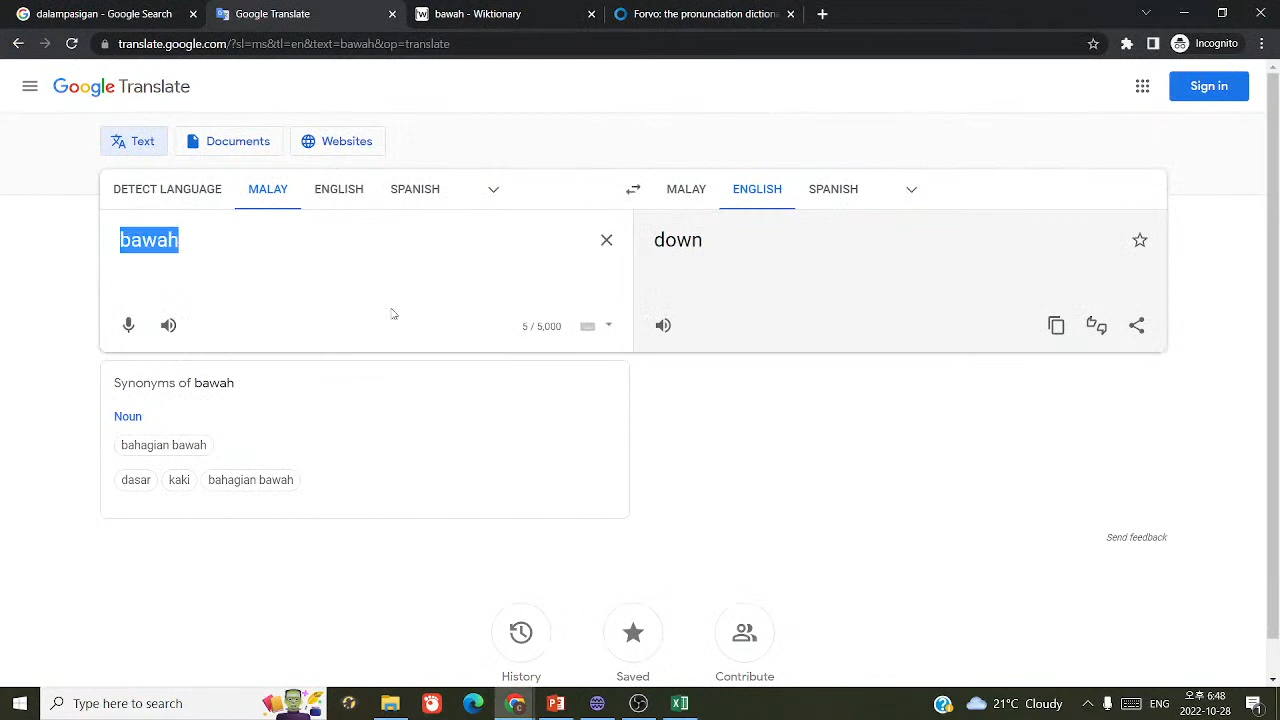 dalampasigan - Google Search
Google Translate
bawah - Wiktionary
Forvo: the pronunciation diction
translate.google.com/?sl=ms&tl=en&text=bawah&op=translate
Incognito
Google Translate
Sign in
Text
Documents
Websites
DETECT LANGUAGE
MALAY
ENGLISH
SPANISH
MALAY
ENGLISH
SPANISH
bawah
down
5 / 5,000
Synonyms of bawah
Noun
bahagian bawah
dasar
kaki
bahagian bawah
Send feedback
History
Saved
Contribute
Type here to search
21°C Cloudy
ENG
오후 6:48
2022-10-28